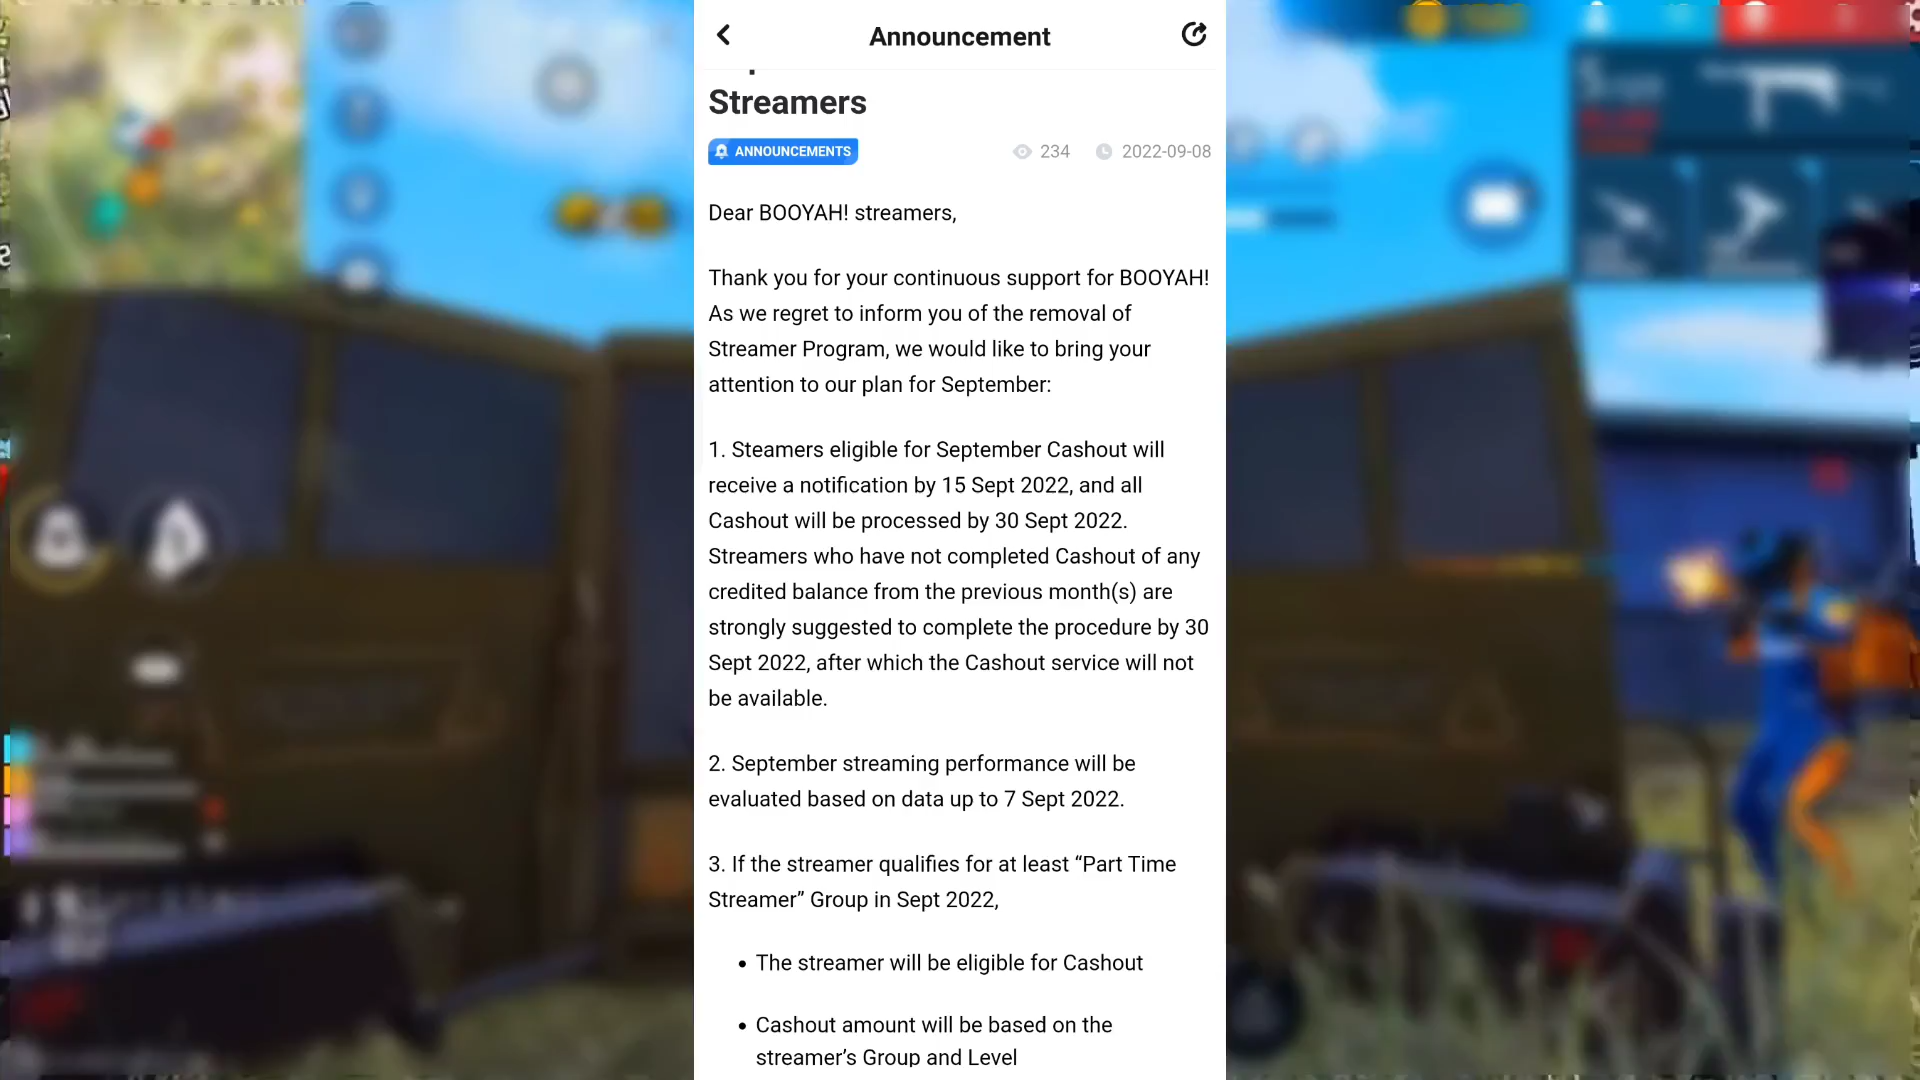 Announcement
Streamers
ANNOUNCEMENTS
234
2022-09-08
Dear BOOYAH! streamers,
Thank you for your continuous support for BOOYAH!
As we regret to inform you of the removal of
Streamer Program, we would like to bring your
attention to our plan for September:
1. Steamers eligible for September Cashout will
receive a notification by 15 Sept 2022, and all
Cashout will be processed by 30 Sept 2022.
Streamers who have not completed Cashout of any
credited balance from the previous month(s) are
strongly suggested to complete the procedure by 30
Sept 2022, after which the Cashout service will not
be available.
2. September streaming performance will be
evaluated based on data up to 7 Sept 2022.
3. If the streamer qualifies for at least “Part Time
Streamer” Group in Sept 2022,
• The streamer will be eligible for Cashout
• Cashout amount will be based on the
streamer’s Group and Level